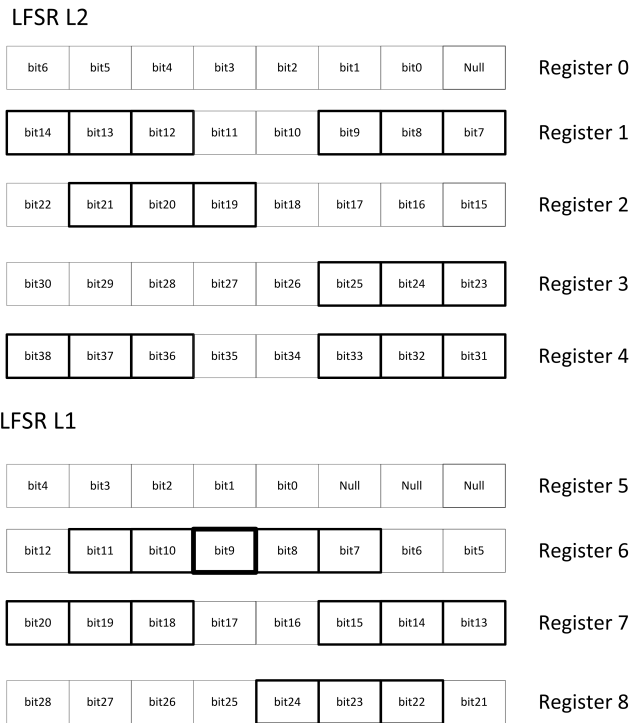 LFSR L2
bit6 bit5 bit4 bit3 bit2 bit1 bit0 Null Register 0
bit14 bit13 bit12 bit11 bit10 bit9 bit8 bit7 Register 1
bit22 bit21 bit20 bit19 bit18 bit17 bit16 bit15 Register 2
bit30 bit29 bit28 bit27 bit26 bit25 bit24 bit23 Register 3
bit38 bit37 bit36 bit35 bit34 bit33 bit32 bit31 Register 4
LFSR L1
bit4 bit3 bit2 bit1 bit0 Null Null Null Register 5
bit12 bit11 bit10 bit9 bit8 bit7 bit6 bit5 Register 6
bit20 bit19 bit18 bit17 bit16 bit15 bit14 bit13 Register 7
bit28 bit27 bit26 bit25 bit24 bit23 bit22 bit21 Register 8